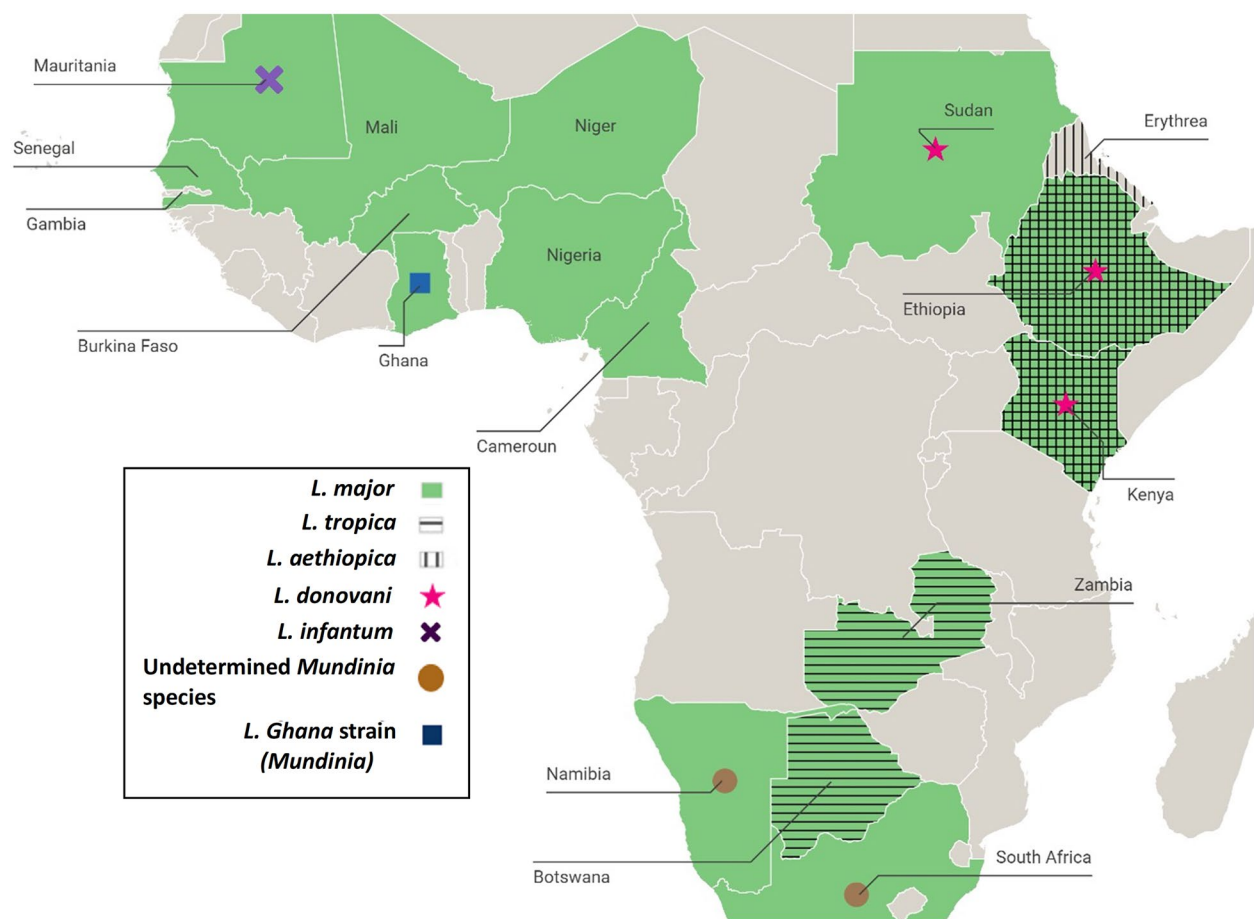 Mauritania
Mali
Niger
Sudan
Erythrea
Senegal
Gambia
Nigeria
Ethiopia
Burkina Faso
Ghana
Cameroun
Kenya
L. major
L. tropica
L. aethiopica
L. donovani
L. infantum
Undetermined Mundinia
species
L. Ghana strain
(Mundinia)
Zambia
Namibia
Botswana
South Africa